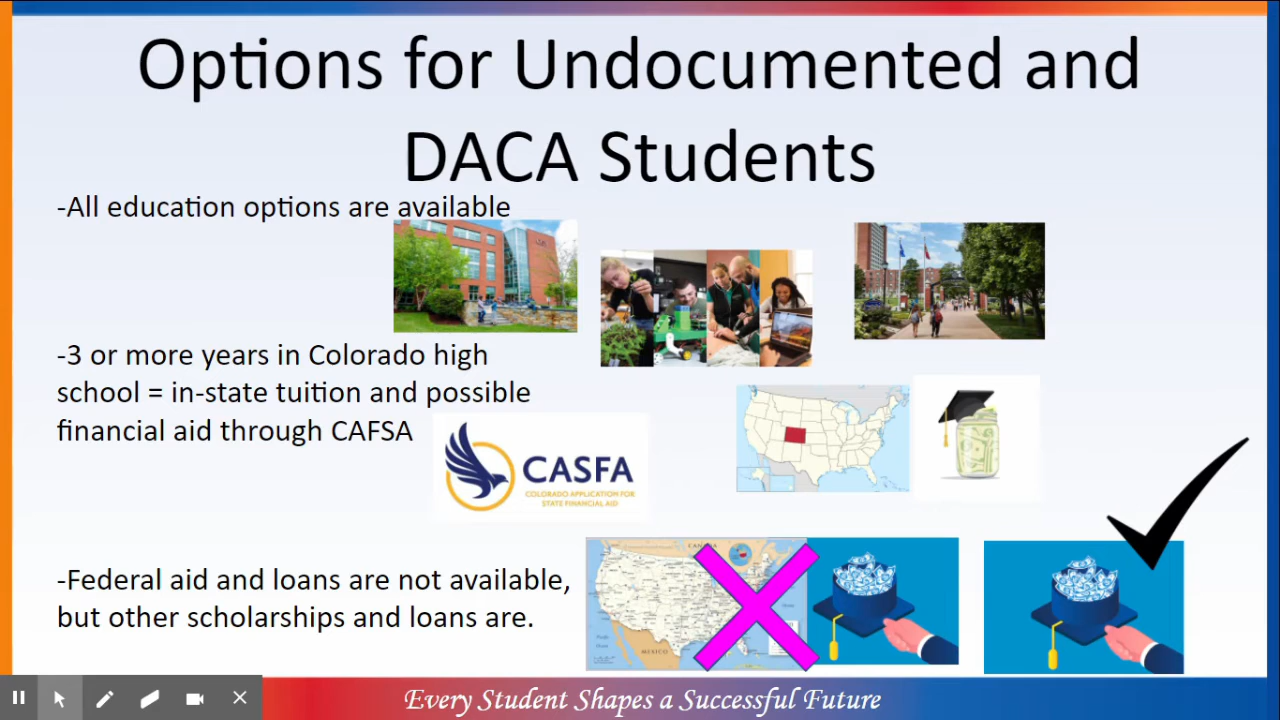 Options for Undocumented and
DACA Students
-All education options are available
-3 or more years in Colorado high
school = in-state tuition and possible
financial aid through CAFSA
CASFA
COLORADO APPLICATION FOR
STATE FINANCIAL AID
-Federal aid and loans are not available,
but other scholarships and loans are.
MEXICO
Every Student Shapes a Successful Future